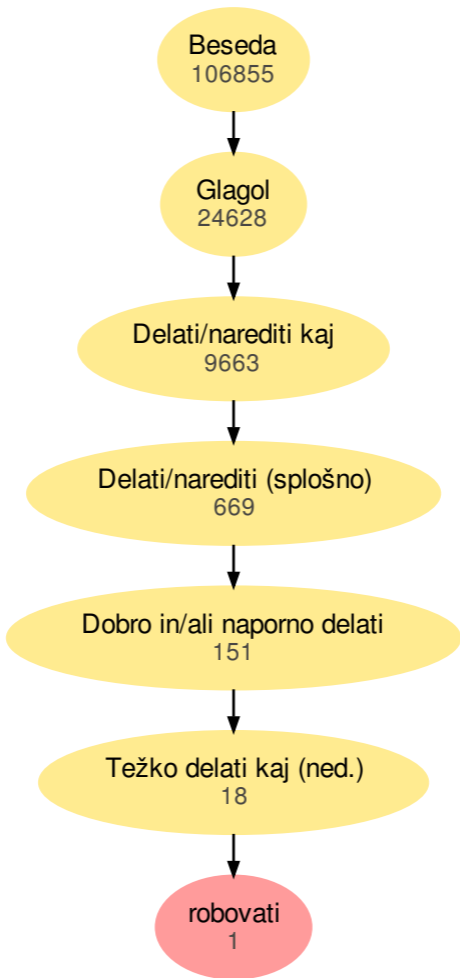 Beseda
106855
Glagol
24628
Delati/narediti kaj
9663
Delati/narediti (splošno)
669
Dobro in/ali naporno delati
151
Težko delati kaj (ned.)
18
robovati
1